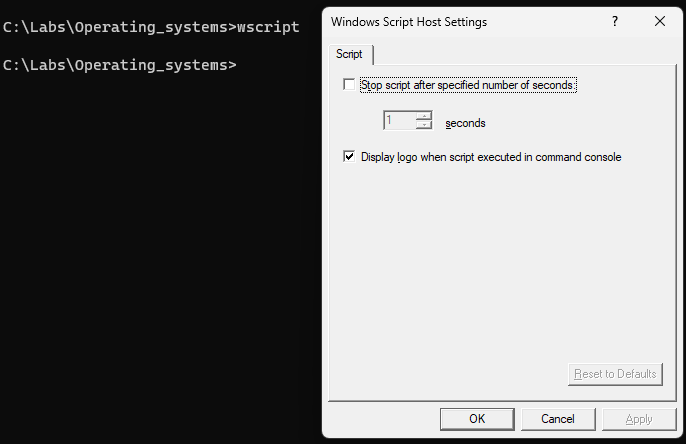 C:\Labs\Operating_systems>wscript
C:\Labs\Operating_systems>
Windows Script Host Settings
?
Script
Stop script after specified number of seconds:
1
seconds
Display logo when script executed in command console
Reset to Defaults
OK
Cancel
Apply